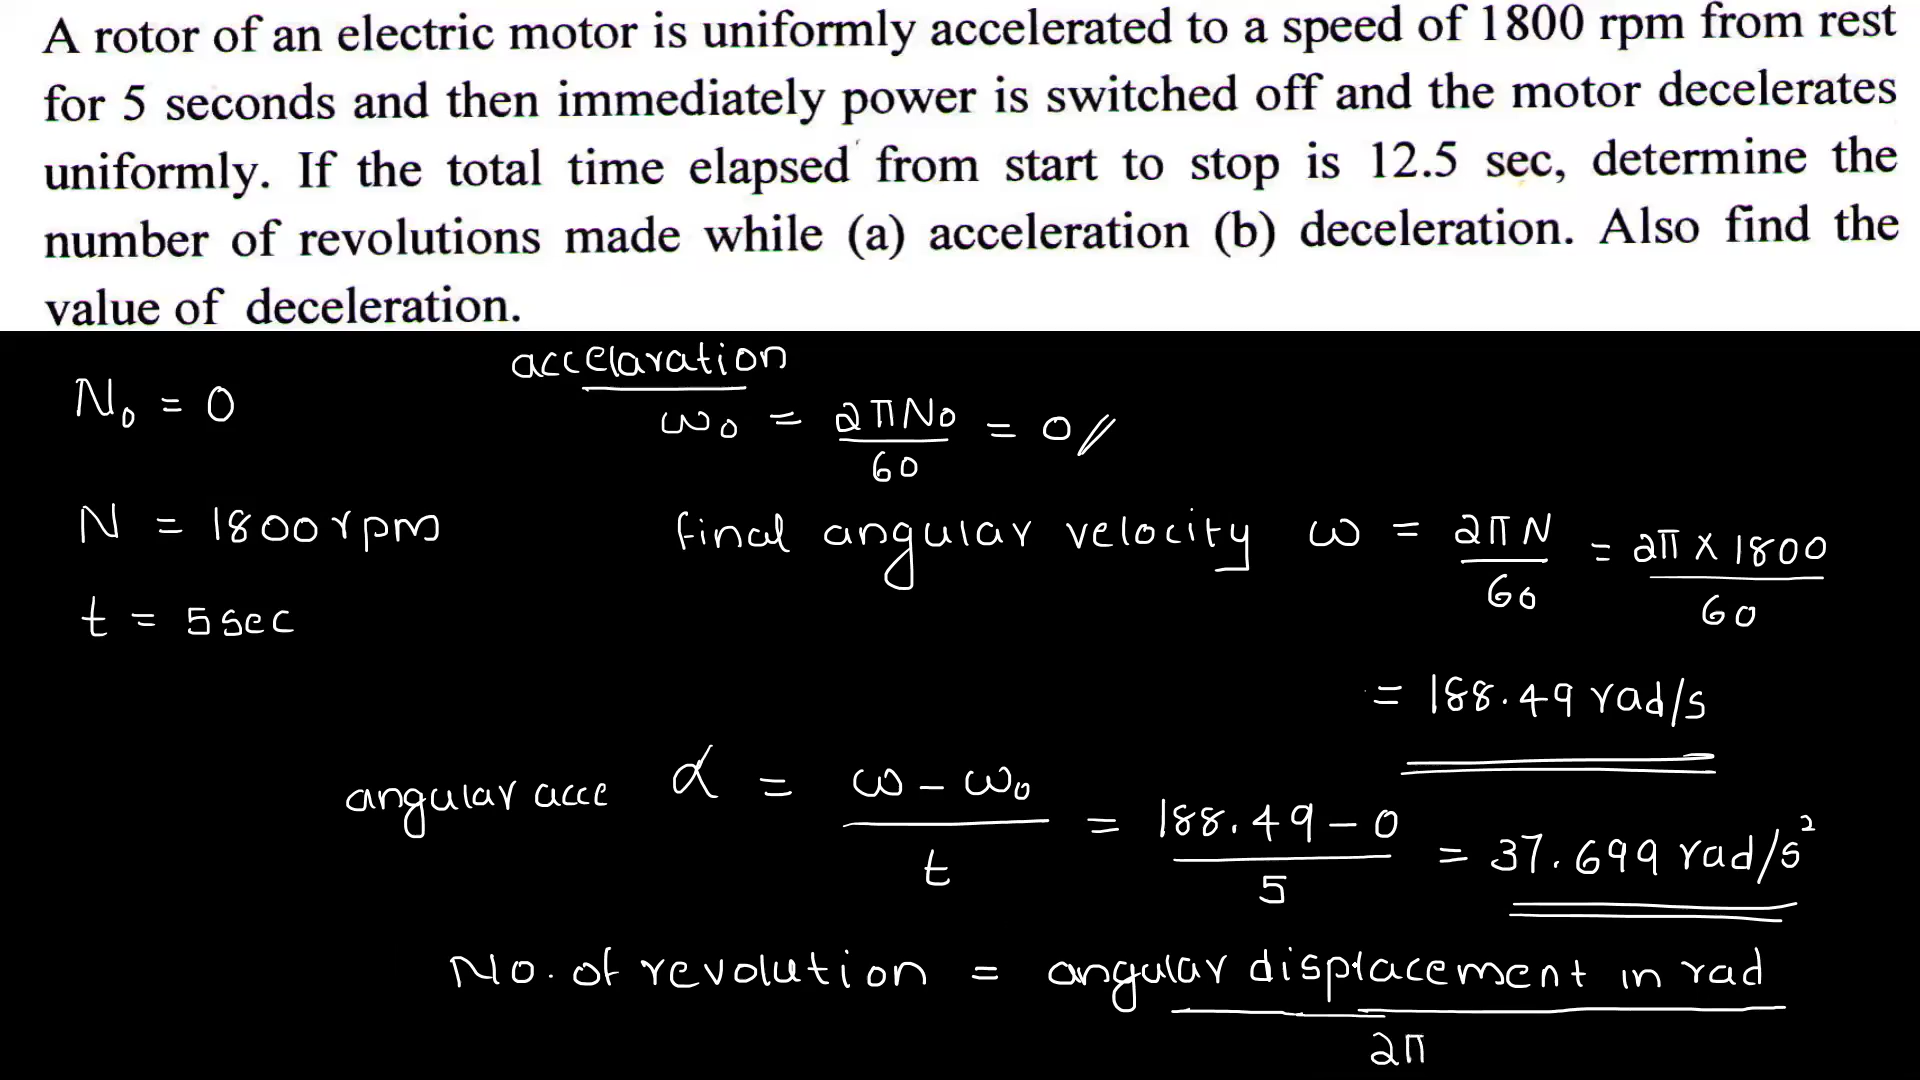 A rotor of an electric motor is uniformly accelerated to a speed of 1800 rpm from rest
for 5 seconds and then immediately power is switched off and the motor decelerates
uniformly. If the total time elapsed from start to stop is 12.5 sec, determine the
number of revolutions made while (a) acceleration (b) deceleration. Also find the
value of deceleration.
accelaration
N₀ = 0
ω₀ = 2πN₀/60 = 0//
N = 1800rpm
final angular velocity ω = 2πN/60 = 2π x 1800/60
t = 5sec
= 188.49 rad/s
angular acce α = ω - ω₀/t = 188.49 - 0/5 = 37.699 rad/s²
No. of revolution = angular displacement in rad/2π